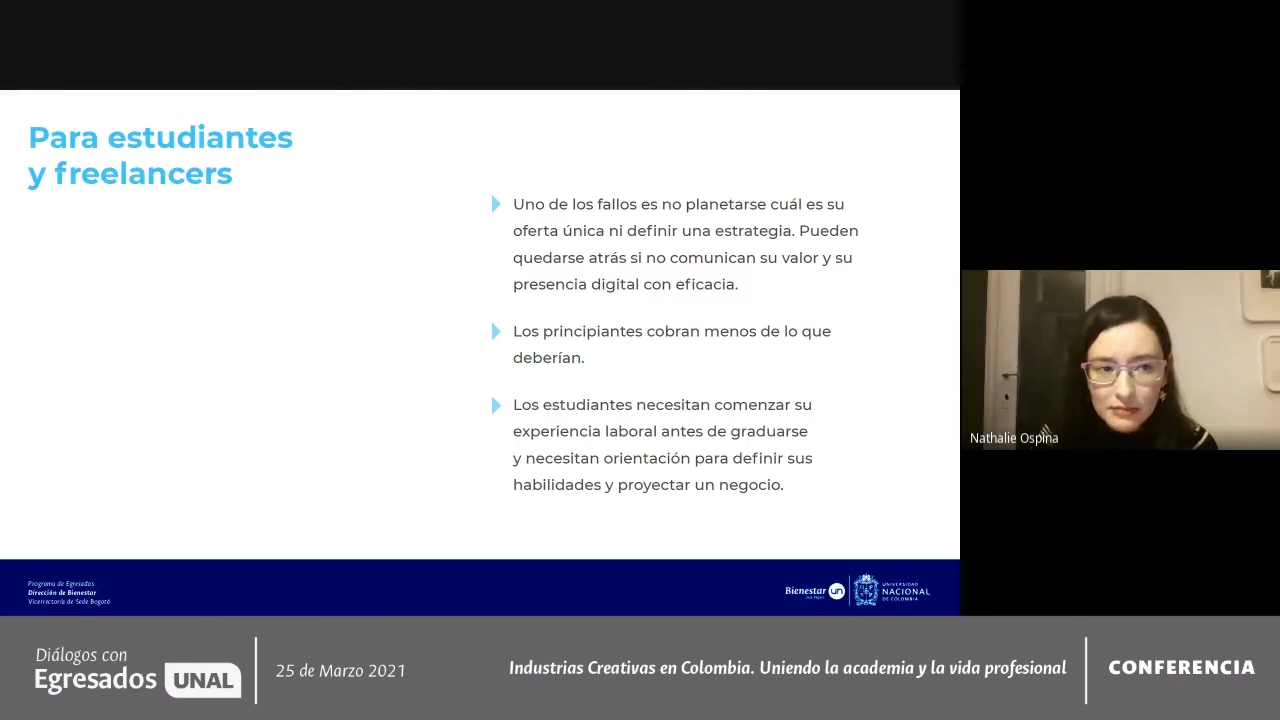 Para estudiantes
y freelancers
Uno de los fallos es no planetarse cuál es su
oferta única ni definir una estrategia. Pueden
quedarse atrás si no comunican su valor y su
presencia digital con eficacia.
Los principiantes cobran menos de lo que
deberían.
Los estudiantes necesitan comenzar su
experiencia laboral antes de graduarse
y necesitan orientación para definir sus
habilidades y proyectar un negocio.
Nathalie Ospina
Programa de Egresados
Dirección de Bienestar
Vicerrectoría de Sede Bogotá
Bienestar un
Sede Bogotá
UNIVERSIDAD
NACIONAL
DE COLOMBIA
Diálogos con
Egresados UNAL
25 de Marzo 2021
Industrias Creativas en Colombia. Uniendo la academia y la vida profesional
CONFERENCIA